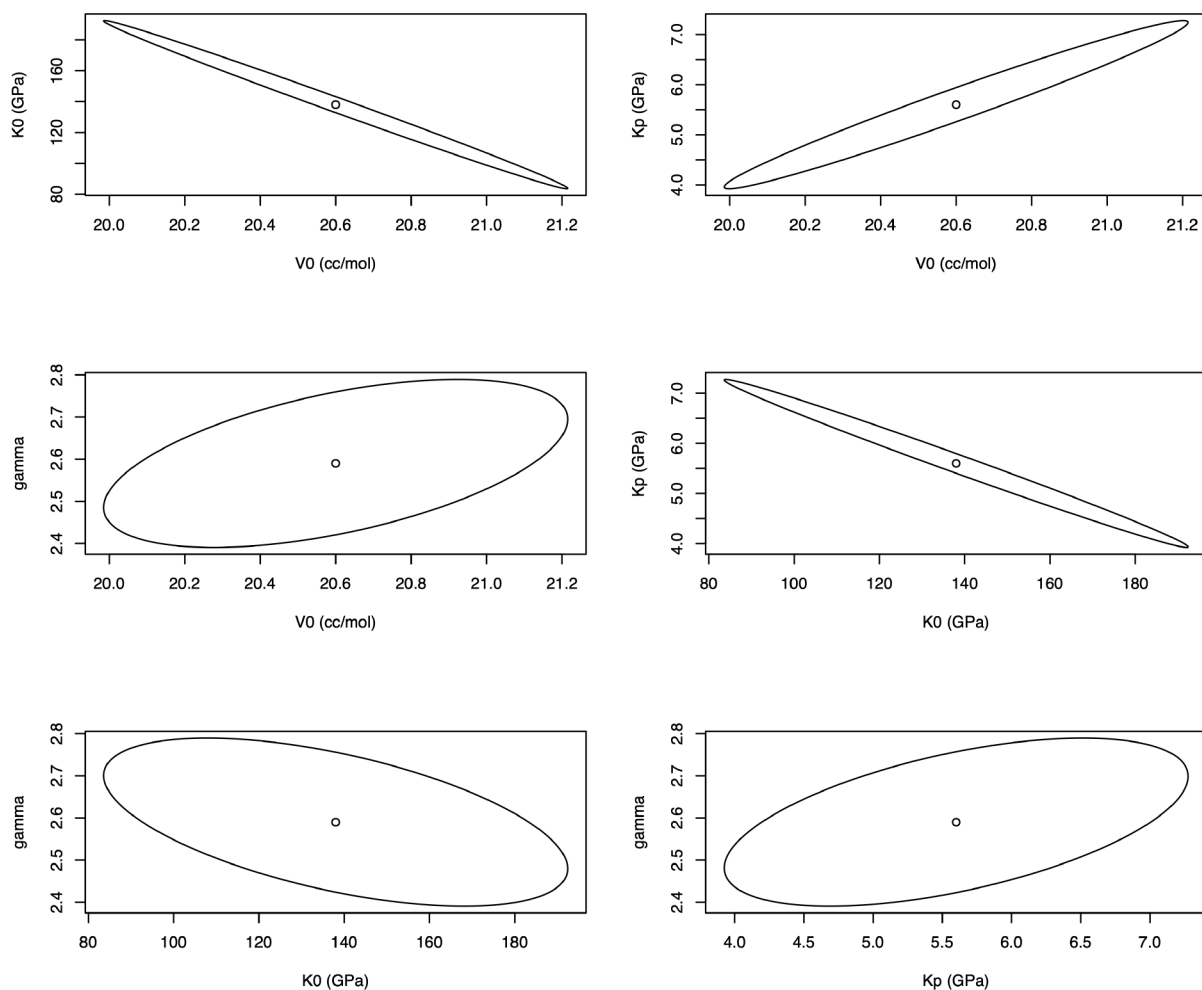 K0 (GPa)
80 120 160
20.0 20.2 20.4 20.6 20.8 21.0 21.2
V0 (cc/mol)
Kp (GPa)
4.0 5.0 6.0 7.0
20.0 20.2 20.4 20.6 20.8 21.0 21.2
V0 (cc/mol)
gamma
2.4 2.5 2.6 2.7 2.8
20.0 20.2 20.4 20.6 20.8 21.0 21.2
V0 (cc/mol)
Kp (GPa)
4.0 5.0 6.0 7.0
80 100 120 140 160 180
K0 (GPa)
gamma
2.4 2.5 2.6 2.7 2.8
80 100 120 140 160 180
K0 (GPa)
gamma
2.4 2.5 2.6 2.7 2.8
4.0 4.5 5.0 5.5 6.0 6.5 7.0
Kp (GPa)